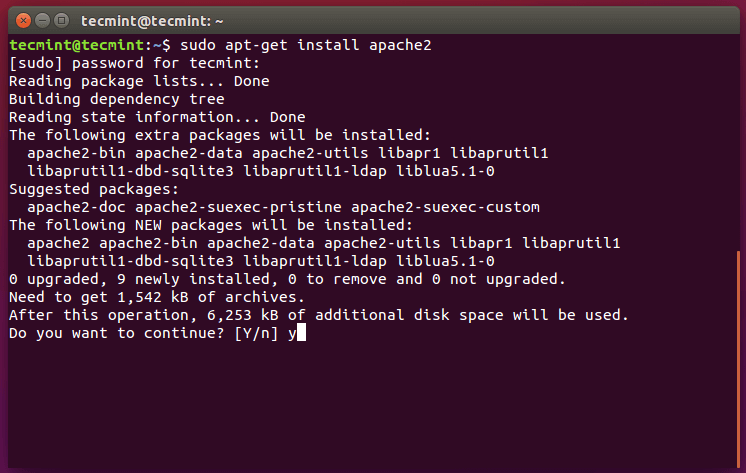 tecmint@tecmint: ~
tecmint@tecmint:~$ sudo apt-get install apache2
[sudo] password for tecmint:
Reading package lists... Done
Building dependency tree
Reading state information... Done
The following extra packages will be installed:
  apache2-bin apache2-data apache2-utils libapr1 libaprutil1
  libaprutil1-dbd-sqlite3 libaprutil1-ldap liblua5.1-0
Suggested packages:
  apache2-doc apache2-suexec-pristine apache2-suexec-custom
The following NEW packages will be installed:
  apache2 apache2-bin apache2-data apache2-utils libapr1 libaprutil1
  libaprutil1-dbd-sqlite3 libaprutil1-ldap liblua5.1-0
0 upgraded, 9 newly installed, 0 to remove and 0 not upgraded.
Need to get 1,542 kB of archives.
After this operation, 6,253 kB of additional disk space will be used.
Do you want to continue? [Y/n] y